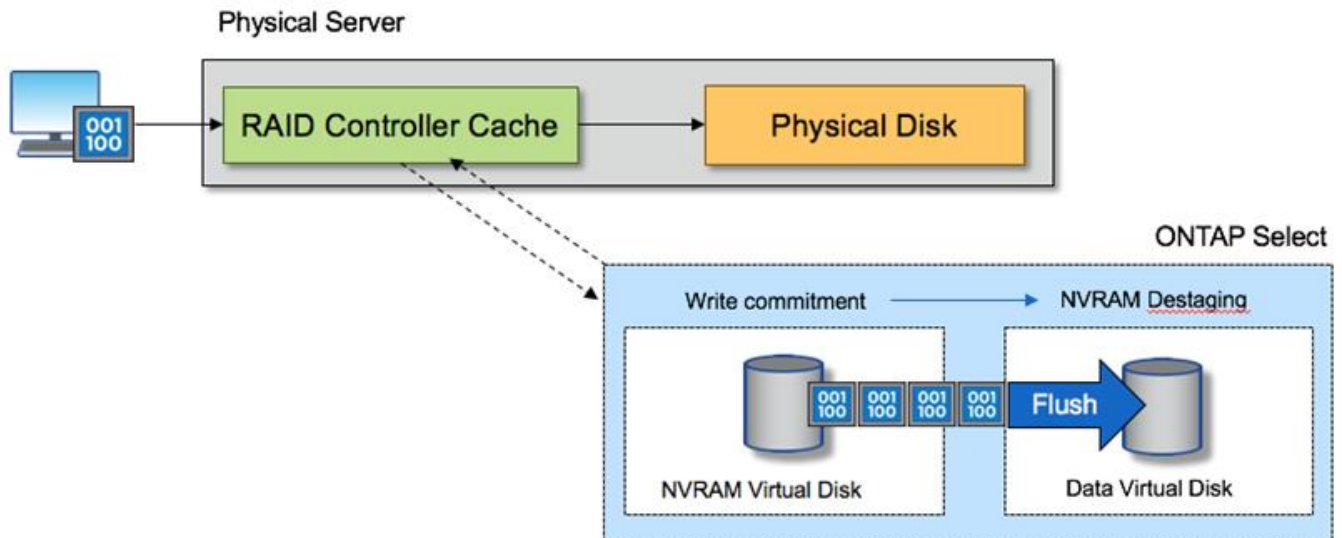 Physical Server
001
100
RAID Controller Cache
Physical Disk
ONTAP Select
Write commitment
NVRAM Destaging
001
100
001
100
001
100
001
100
Flush
NVRAM Virtual Disk
Data Virtual Disk